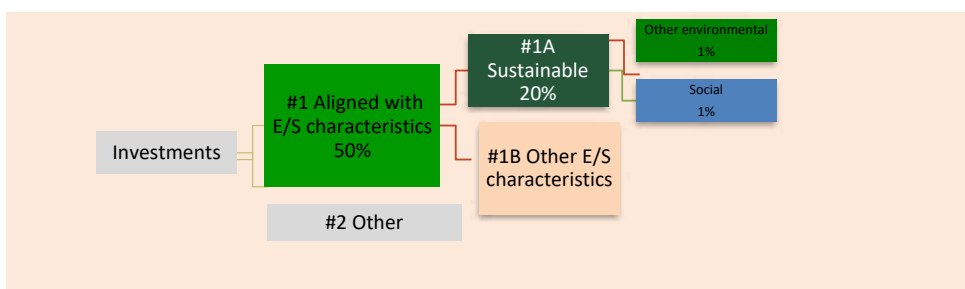 Investments
#1 Aligned with
E/S characteristics
50%
#2 Other
#1A
Sustainable
20%
#1B Other E/S
characteristics
Other environmental
1%
Social
1%